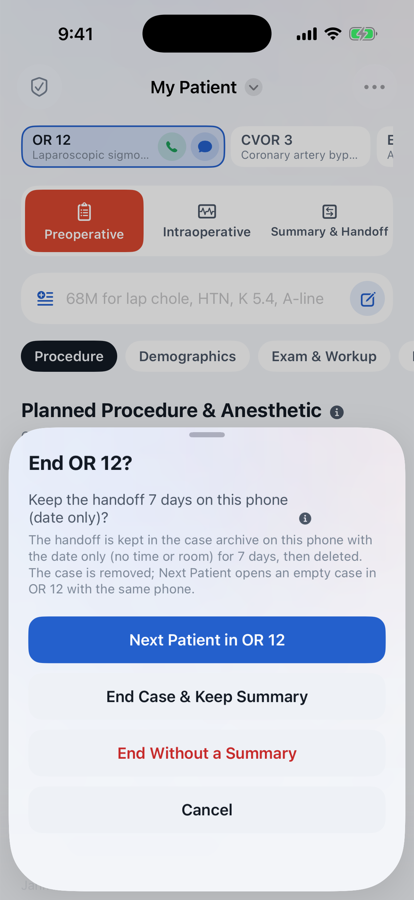 9:41
My Patient
OR 12
Laparoscopic sigmo...
CVOR 3
Coronary artery byp...
Preoperative
Intraoperative
Summary & Handoff
68M for lap chole, HTN, K 5.4, A-line
Procedure
Demographics
Exam & Workup
Planned Procedure & Anesthetic
End OR 12?
Keep the handoff 7 days on this phone
(date only)?
The handoff is kept in the case archive on this phone with
the date only (no time or room) for 7 days, then deleted.
The case is removed; Next Patient opens an empty case in
OR 12 with the same phone.
Next Patient in OR 12
End Case & Keep Summary
End Without a Summary
Cancel